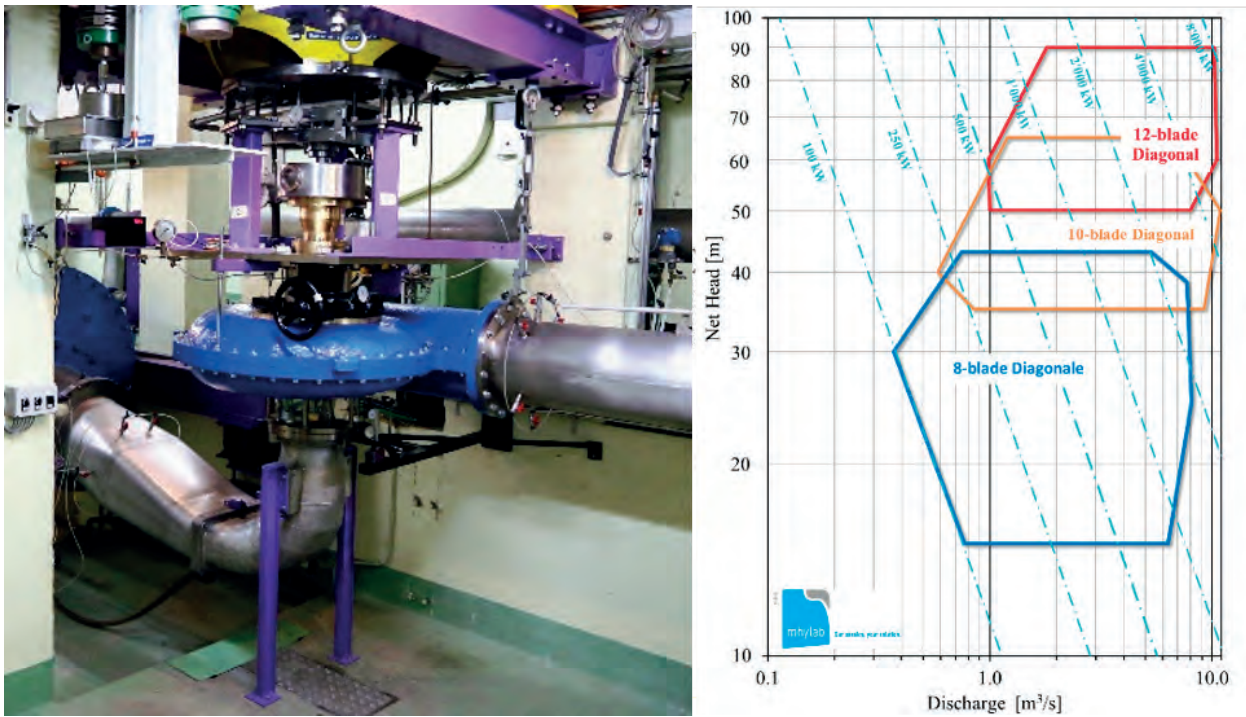 100
90
80
70
60
50
40
30
20
10
Net Head [m]
100 kW
250 kW
500 kW
1'000 kW
2'000 kW
4'000 kW
8'000 kW
12-blade
Diagonal
10-blade Diagonal
8-blade Diagonale
mhylab
0.1
1.0
10.0
Discharge [m³/s]